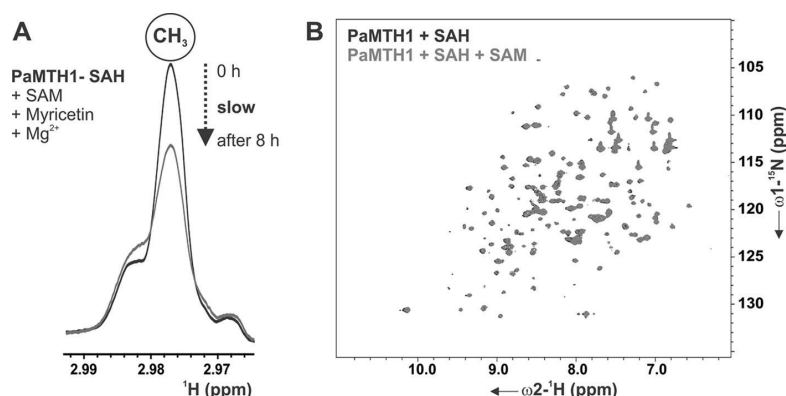 A
CH₃
PaMTH1- SAH
+ SAM
+ Myricetin
+ Mg²⁺
0 h
slow
after 8 h
2.99 2.98 2.97
¹H (ppm)
B
PaMTH1 + SAH
PaMTH1 + SAH + SAM
105
110
115
120
125
130
ω1-¹⁵N (ppm)
10.0 9.0 8.0 7.0
ω2-¹H (ppm)